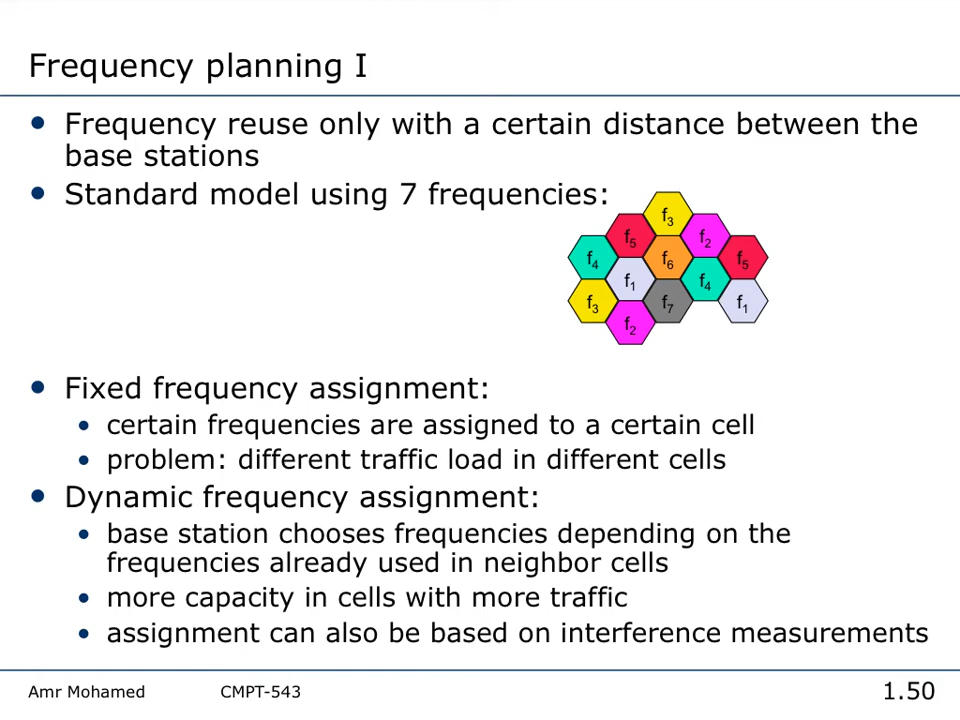 Frequency planning I
• Frequency reuse only with a certain distance between the
base stations
• Standard model using 7 frequencies:
f3
f5 f2
f4 f6 f5
f1 f4
f3 f7 f1
f2
• Fixed frequency assignment:
• certain frequencies are assigned to a certain cell
• problem: different traffic load in different cells
• Dynamic frequency assignment:
• base station chooses frequencies depending on the
frequencies already used in neighbor cells
• more capacity in cells with more traffic
• assignment can also be based on interference measurements
Amr Mohamed CMPT-543 1.50